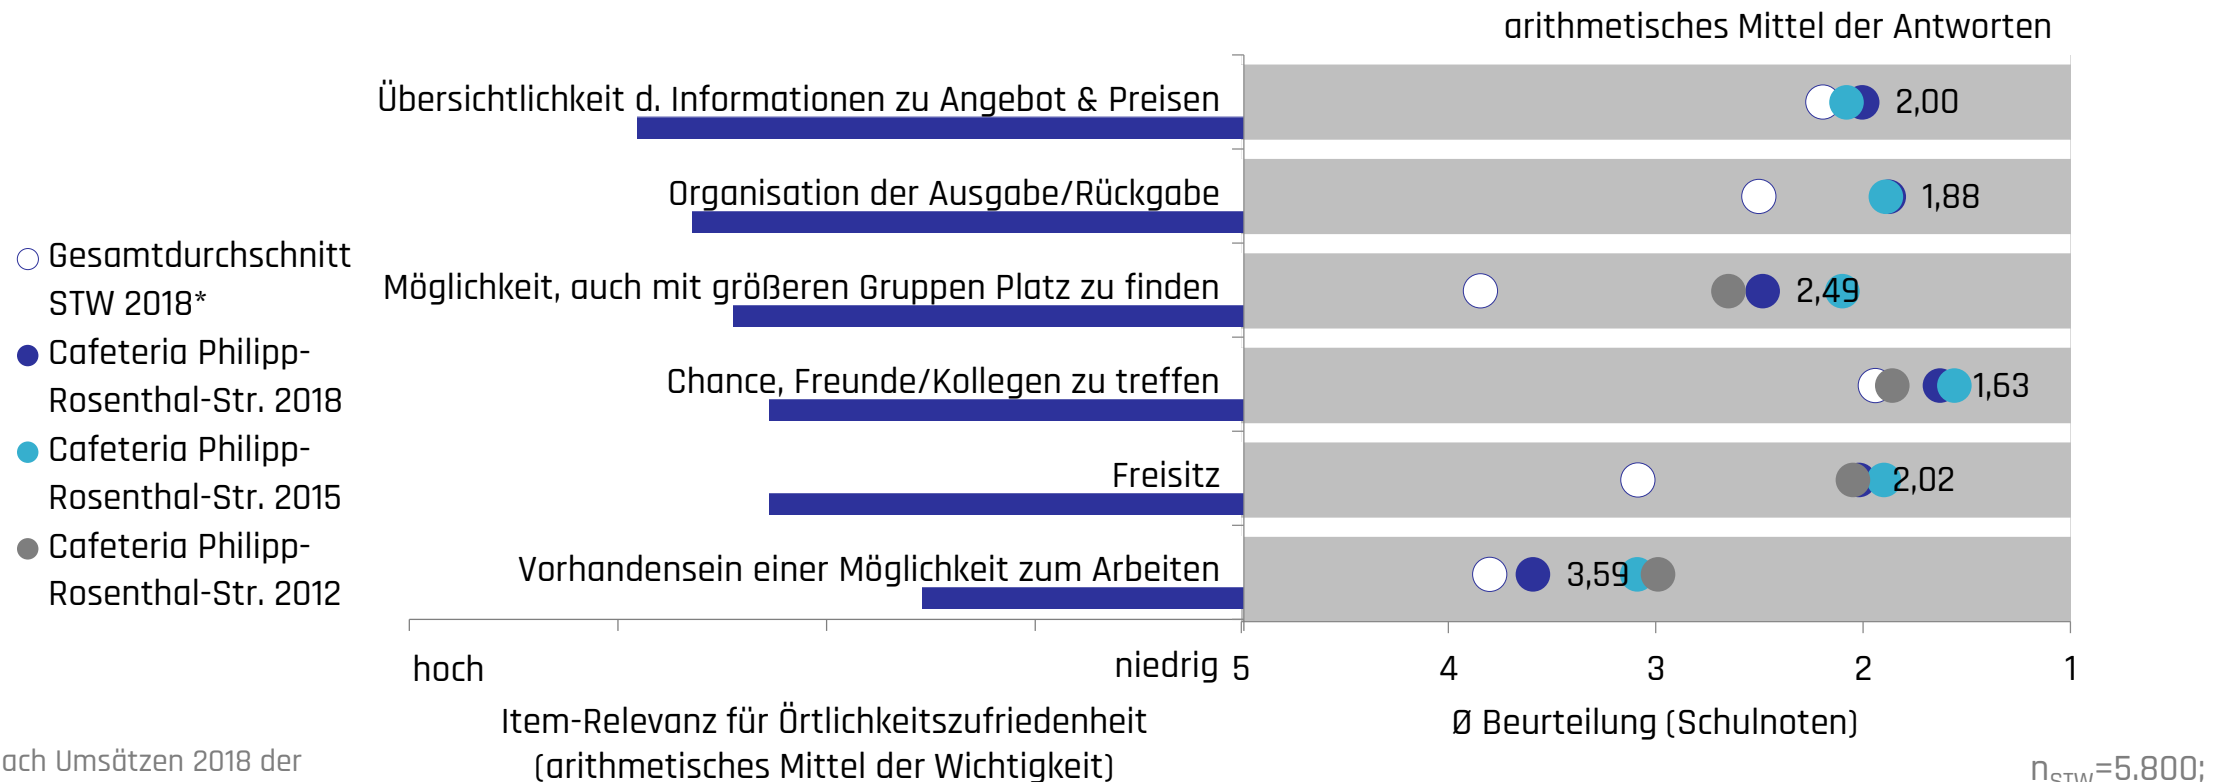 arithmetisches Mittel der Antworten
Übersichtlichkeit d. Informationen zu Angebot & Preisen
2,00
Organisation der Ausgabe/Rückgabe
1,88
Möglichkeit, auch mit größeren Gruppen Platz zu finden
2,49
Chance, Freunde/Kollegen zu treffen
1,63
Freisitz
2,02
Vorhandensein einer Möglichkeit zum Arbeiten
3,59
Gesamtdurchschnitt
STW 2018*
Cafeteria Philipp-
Rosenthal-Str. 2018
Cafeteria Philipp-
Rosenthal-Str. 2015
Cafeteria Philipp-
Rosenthal-Str. 2012
hoch niedrig 5 4 3 2 1
Item-Relevanz für Örtlichkeitszufriedenheit
(arithmetisches Mittel der Wichtigkeit)
Ø Beurteilung (Schulnoten)
ach Umsätzen 2018 der
nSTW=5.800;